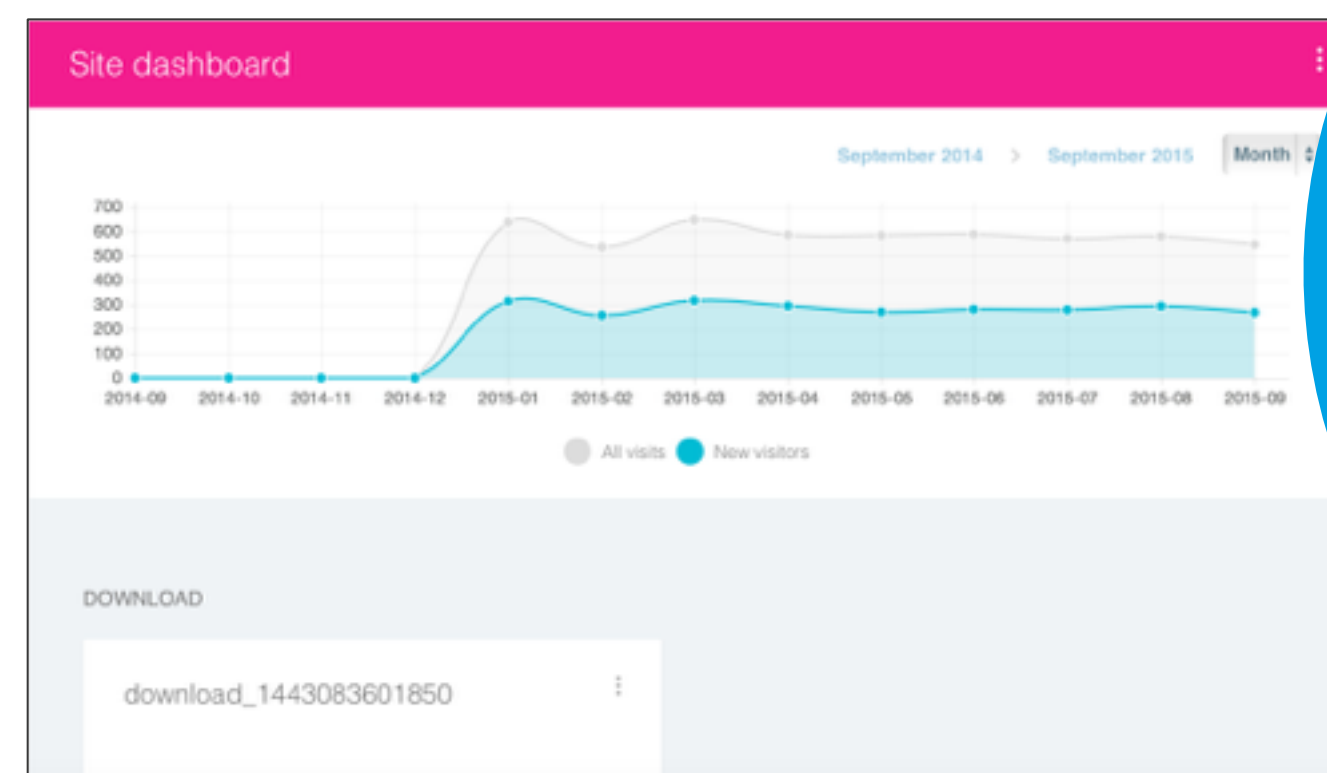 Site dashboard
September 2014 > September 2015 Month
700
600
500
400
300
200
100
0
2014-09 2014-10 2014-11 2014-12 2015-01 2015-02 2015-03 2015-04 2015-05 2015-06 2015-07 2015-08 2015-09
All visits New visitors
DOWNLOAD
download_1443083601850